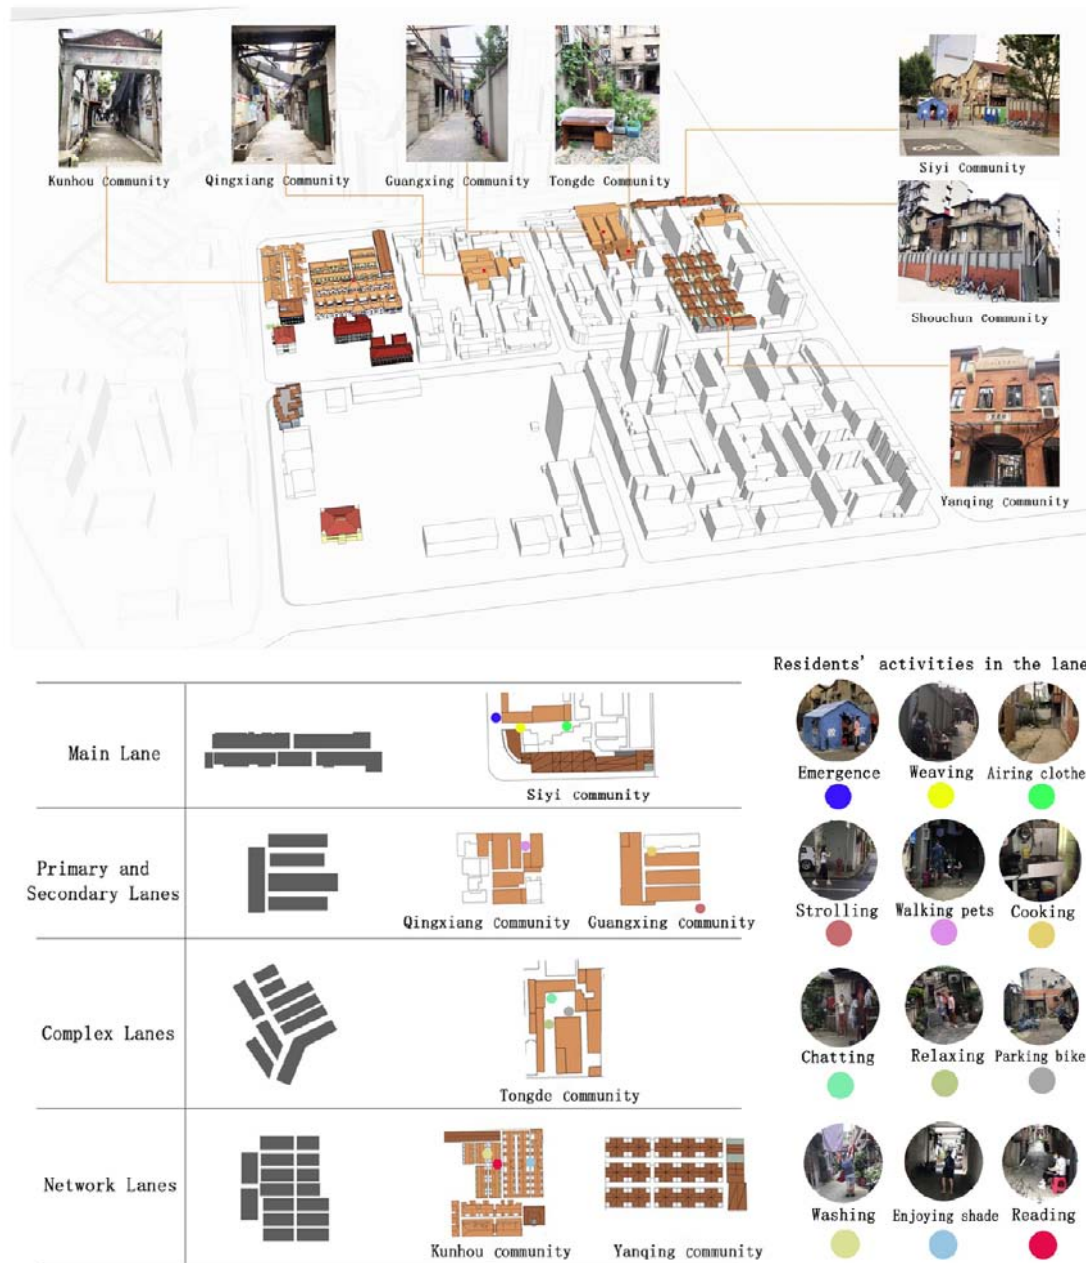 Kunhou Community
Qingxiang Community
Guangxing Community
Tongde Community
Siyi Community
Shouchun Community
Yanqing Community
Residents' activities in the lane
Main Lane
Siyi Community
Emergence
Weaving
Airing clothe
Primary and
Secondary Lanes
Qingxiang Community
Guangxing Community
Strolling
Walking pets
Cooking
Complex Lanes
Tongde Community
Chatting
Relaxing
Parking bike
Network Lanes
Kunhou community
Yanqing community
Washing
Enjoying shade
Reading